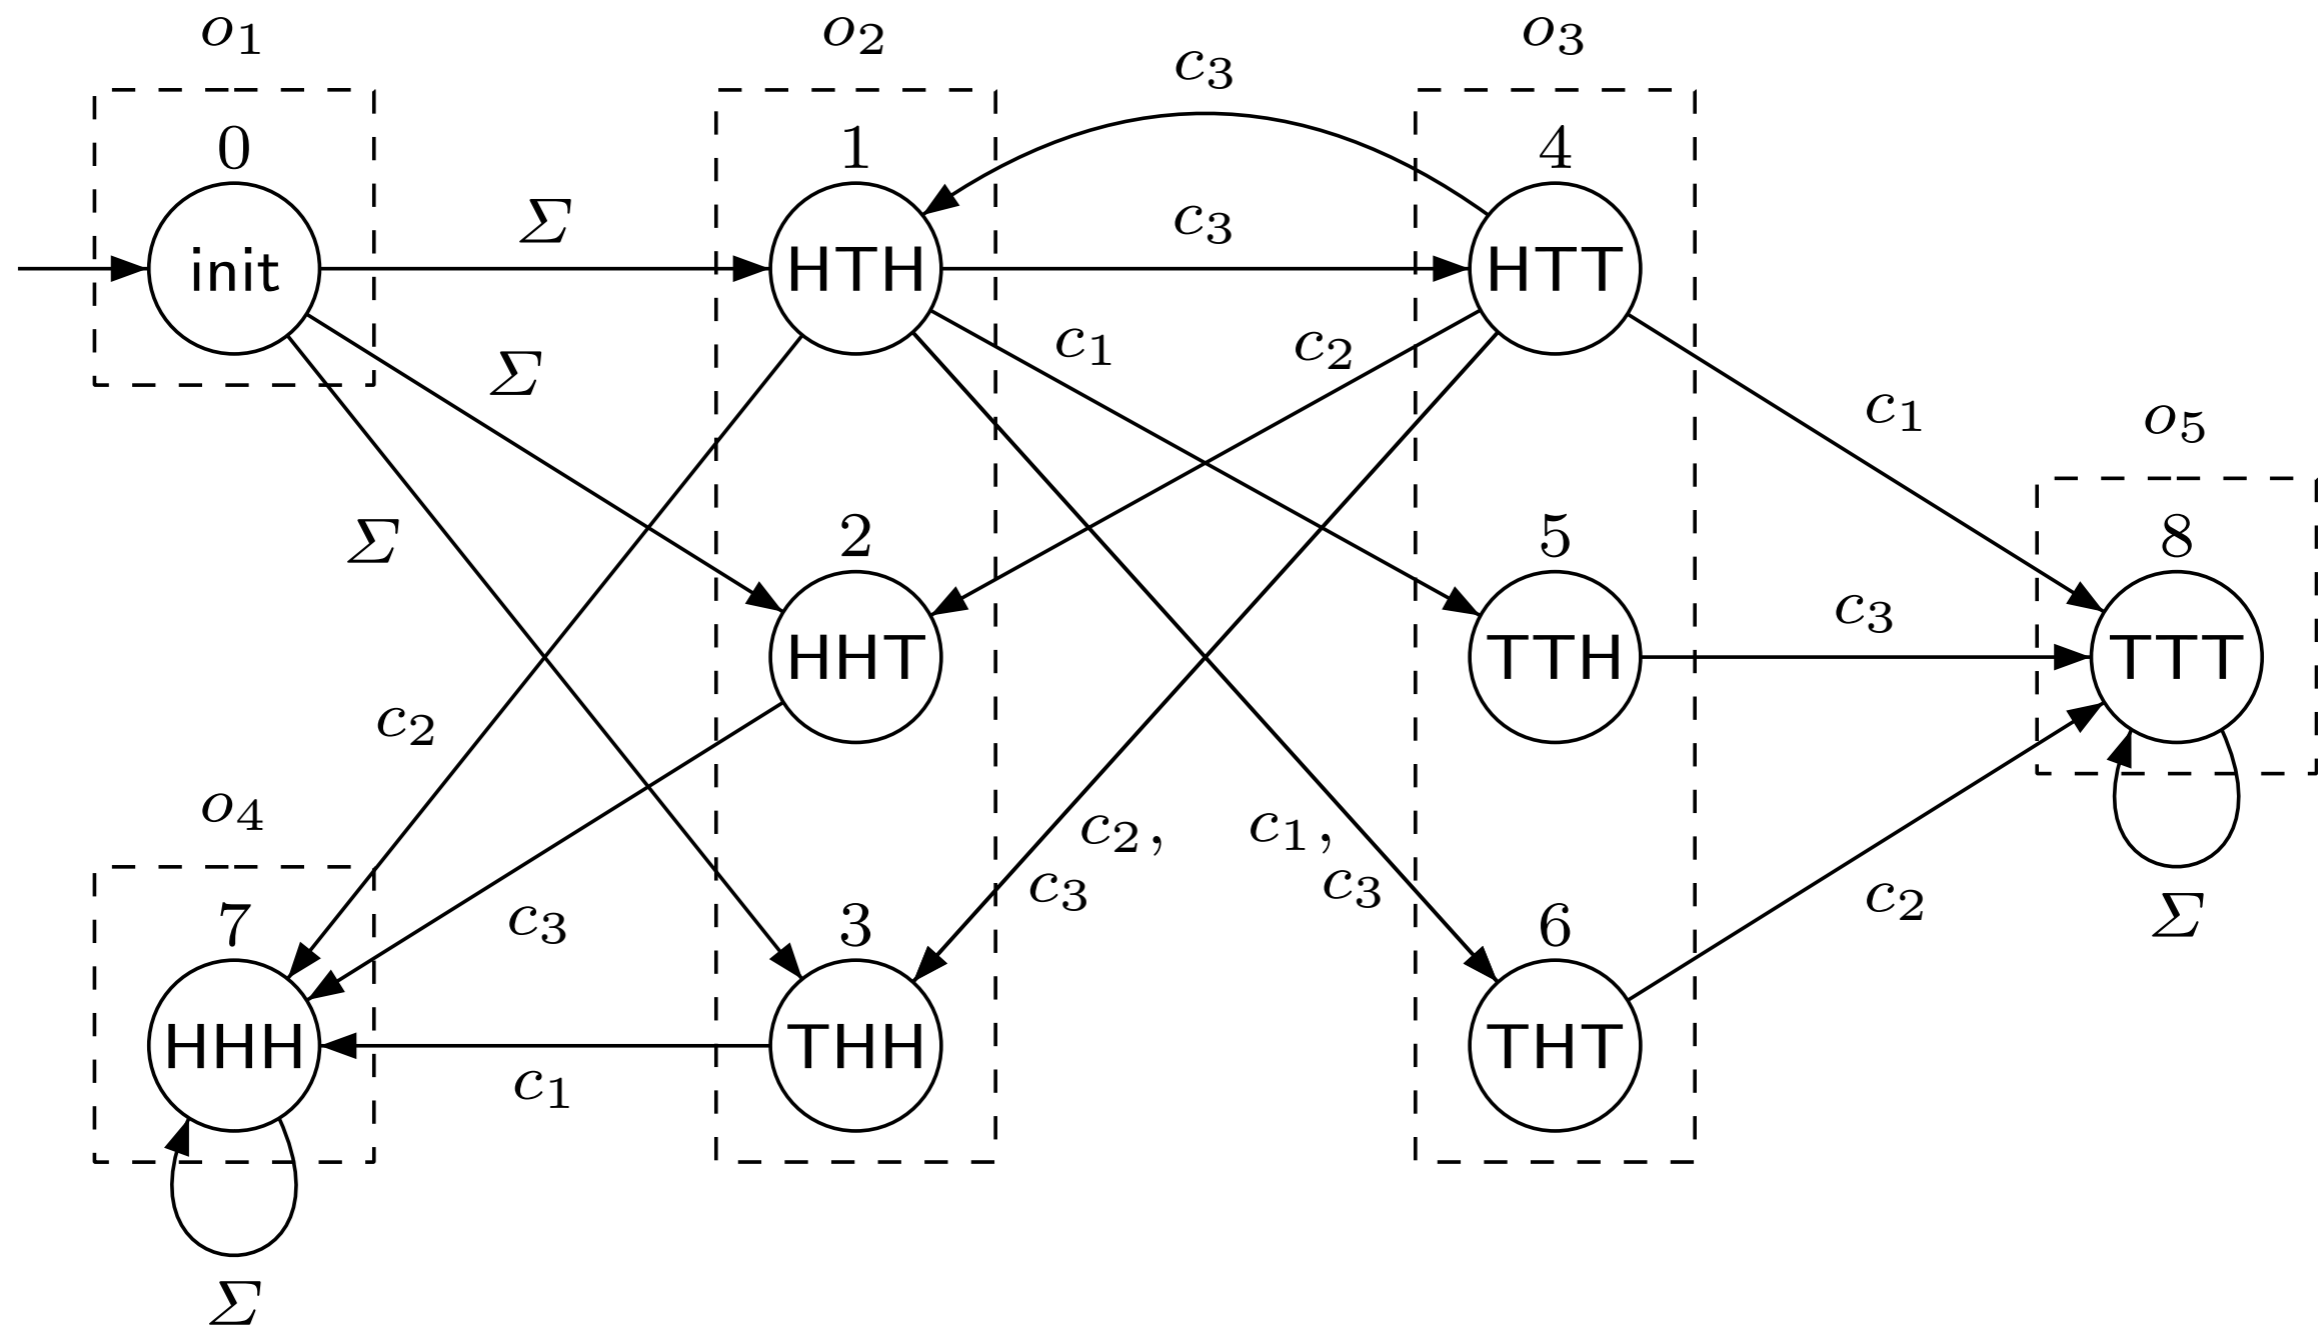 o₁ o₂ o₃
c₃
0 1 4
Σ c₃
init HTH HTT
Σ c₁ c₂
c₁
o₅
Σ 2 5 8
c₃
HHT TTH TTT
c₂
o₄
c₂, c₁,
c₃ c₃ c₂
7 c₃ 3 6 Σ
HHH THH THT
c₁
Σ